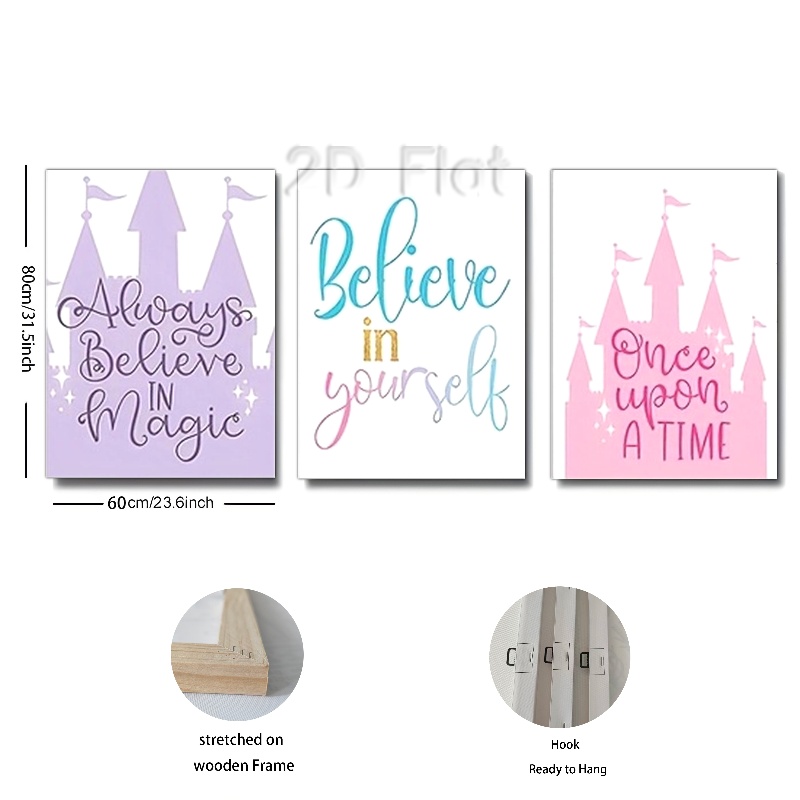 2D Flat
80cm/31.5inch
Always
Believe
IN
Magic
Believe
in
yourself
Once
upon
A TIME
60cm/23.6inch
stretched on
wooden Frame
Hook
Ready to Hang